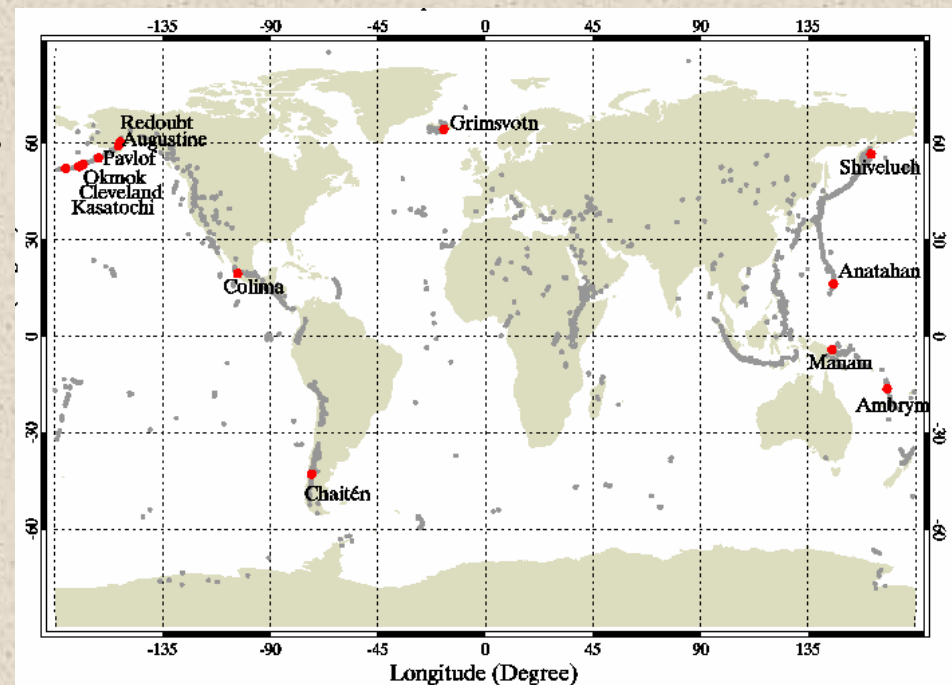 -135 -90 -45 0 45 90 135
Redoubt
Augustine
Pavlof
Okmok
Cleveland
Kasatochi
Grimsvotn
Shiveluch
Colima
Anatahan
Manam
Ambrym
Chaitén
60 60
30 30
0 0
-30 -30
-60 -60
-135 -90 -45 0 45 90 135
Longitude (Degree)